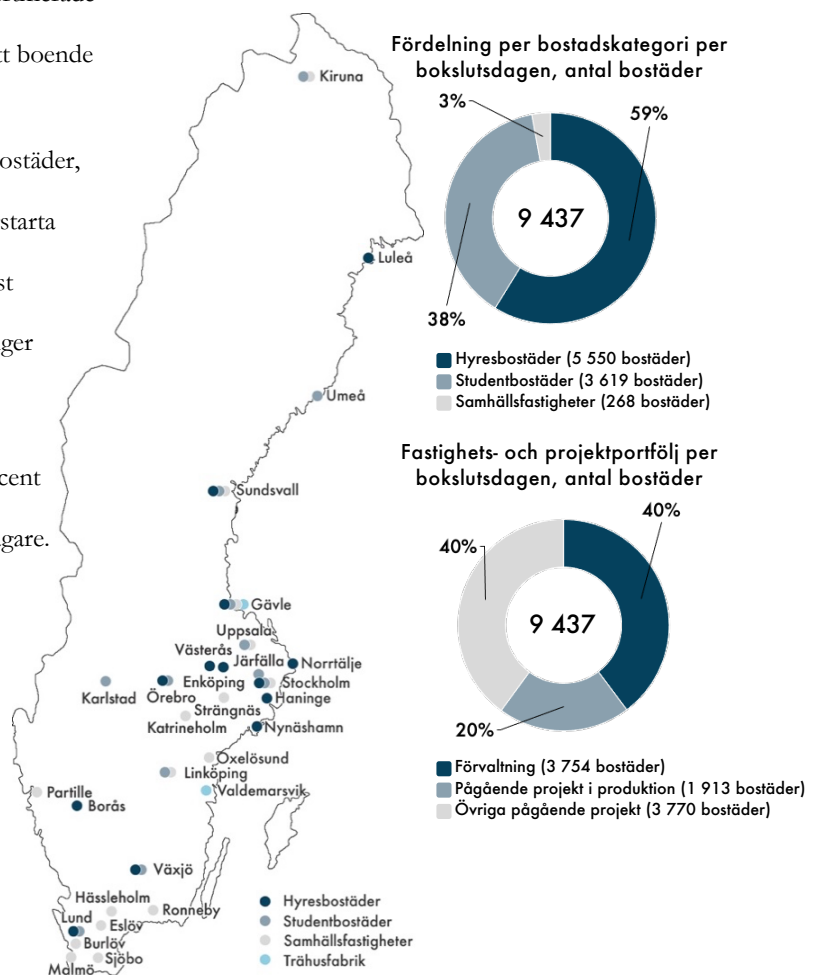 tt boende
ostäder,
starta
st
ger
cent
gare.
Kiruna
Luleå
Umeå
Sundsvall
Gävle
Uppsala
Västerås
Järfälla
Norrtälje
Enköping
Stockholm
Karlstad
Örebro
Haninge
Strängnäs
Katrineholm
Nynäshamn
Oxelösund
Linköping
Valdemarsvik
Partille
Borås
Växjö
Hässleholm
Ronneby
Lund
Eslöv
Burlöv
Sjöbo
Malmö
Hyresbostäder
Studentbostäder
Samhällsfastigheter
Trähusfabrik
Fördelning per bostadskategori per
bokslutsdagen, antal bostäder
3%
59%
9 437
38%
Hyresbostäder (5 550 bostäder)
Studentbostäder (3 619 bostäder)
Samhällsfastigheter (268 bostäder)
Fastighets- och projektportfölj per
bokslutsdagen, antal bostäder
40%
40%
9 437
20%
Förvaltning (3 754 bostäder)
Pågående projekt i produktion (1 913 bostäder)
Övriga pågående projekt (3 770 bostäder)